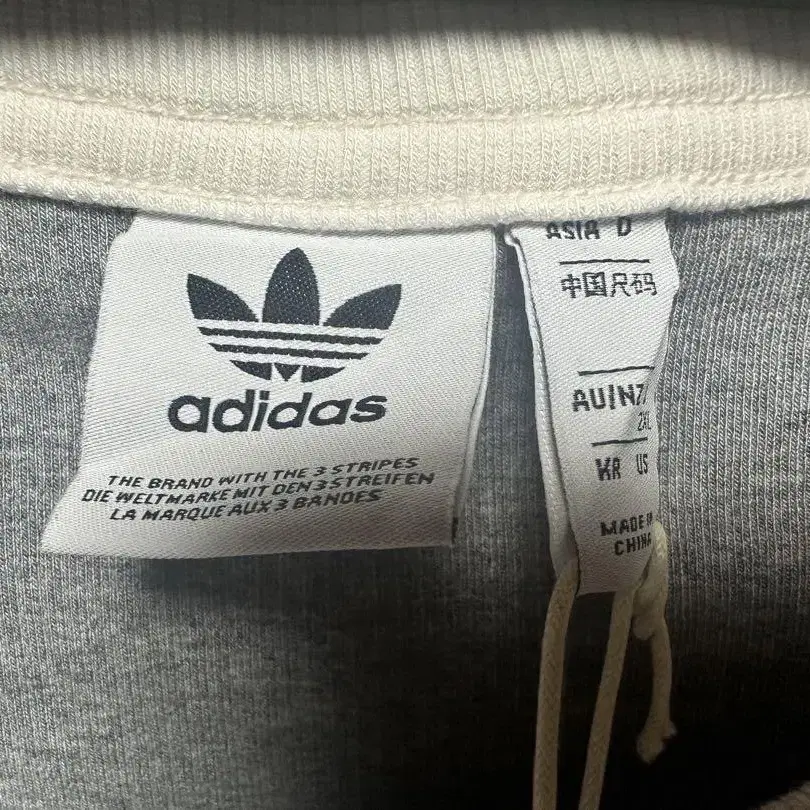 adidas
THE BRAND WITH THE 3 STRIPES
DIE WELTMARKE MIT DEN 3 STREIFEN
LA MARQUE AUX 3 BANDES
ASIA D
中国尺码
AU|NZ
2XL
KR US
MADE IN
CHINA